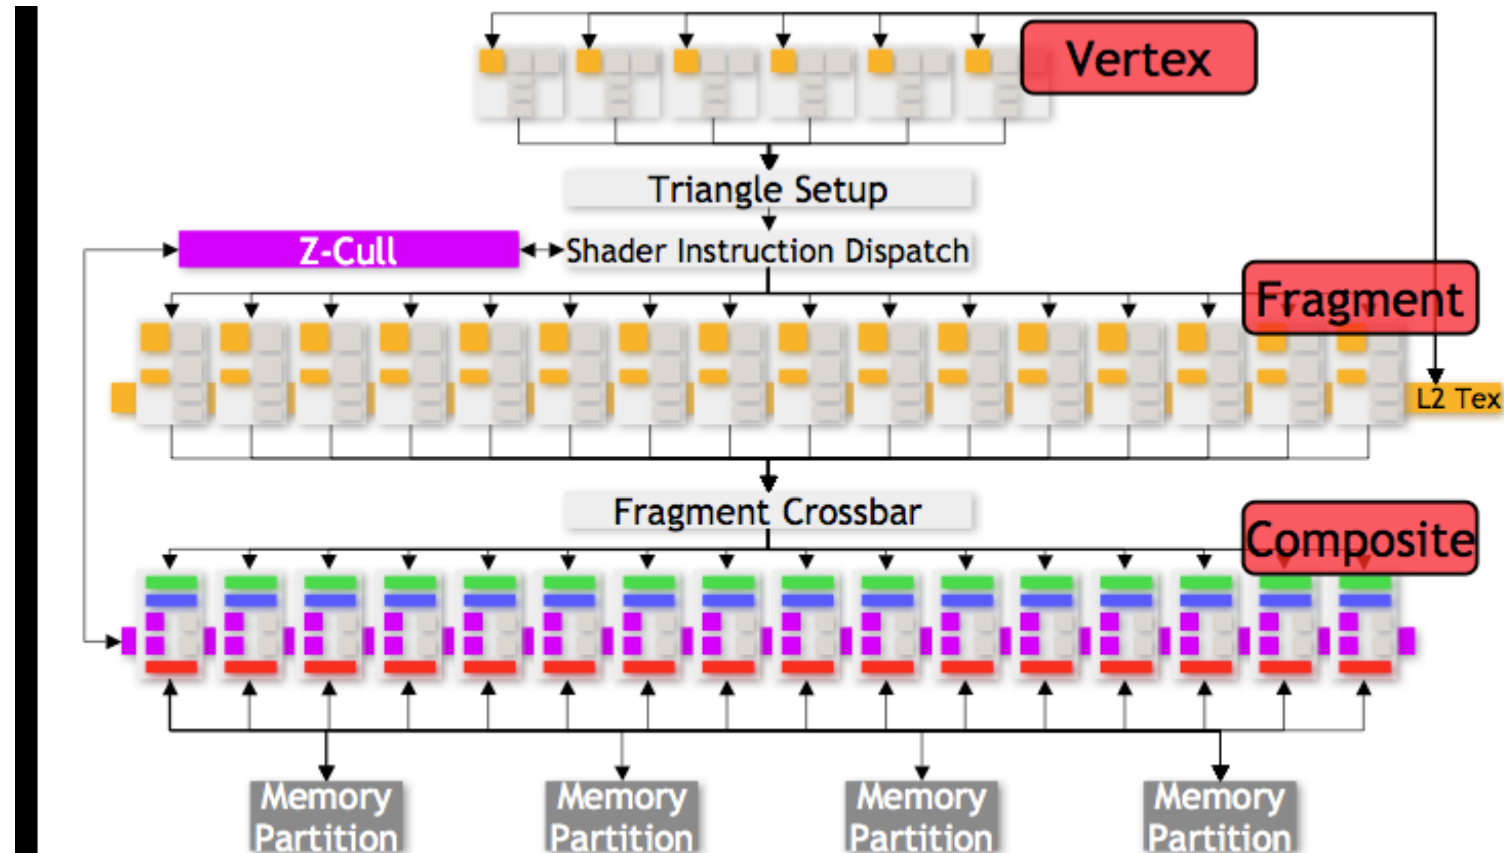 Vertex
Triangle Setup
Z-Cull
Shader Instruction Dispatch
Fragment
L2 Tex
Fragment Crossbar
Composite
Memory
Partition
Memory
Partition
Memory
Partition
Memory
Partition